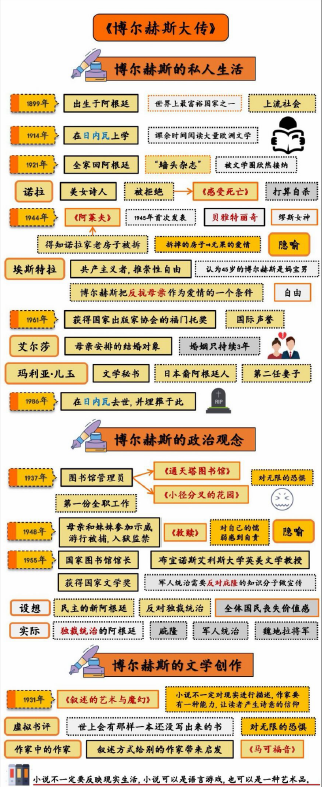 《博尔赫斯大传》
博尔赫斯的私人生活
1899年 出生于阿根廷 世界上最富裕国家之一 上流社会
1914年 在日内瓦上学 课余时间阅读大量欧洲文学
1921年 全家回阿根廷 “墙头杂志” 被文学圈欣然接纳
诺拉 美女诗人 被拒绝 《感受死亡》 打算自杀
1944年 《阿莱夫》 1945年首次发表 贝雅特丽奇 缪斯女神
得知诺拉家老房子被拆 拆掉的房子=无果的爱情 隐喻
埃斯特拉 共产主义者,推崇性自由 认为45岁的博尔赫斯是妈宝男
博尔赫斯把反抗母亲作为爱情的一个条件 自由
1961年 获得国家出版家协会的福门托奖 国际声誉
艾尔莎 母亲安排的结婚对象 婚姻只持续3年
玛利亚·儿玉 文学秘书 日本裔阿根廷人 第二任妻子
1986年 在日内瓦去世,并埋葬于此
RIP
博尔赫斯的政治观念
1937年 图书馆管理员 《通天塔图书馆》 对无限的恐惧
第一份全职工作 《小径分叉的花园》
1948年 母亲和妹妹参加示威游行被捕,入狱监禁 《救赎》 对自己的懦弱感到自责 隐喻
1955年 国家图书馆馆长 布宜诺斯艾利斯大学英美文学教授
获得国家文学奖 军人统治需要反对庇隆的知识分子做宣传
设想 民主的新阿根廷 反对独裁统治 全体国民丧失价值感
实际 独裁统治的阿根廷 庇隆 军人统治 魏地拉将军
博尔赫斯的文学创作
1931年 《叙述的艺术与魔幻》 小说不一定对现实进行描述,作家要有一种能力,让读者产生诗意的信仰
虚拟书评 世上会有那样一本还没写出来的书 对无限的恐惧
作家中的作家 叙述方式给别的作家带来启发 《马可福音》
小说不一定要反映现实生活,小说可以是语言游戏,也可以是一种艺术品。